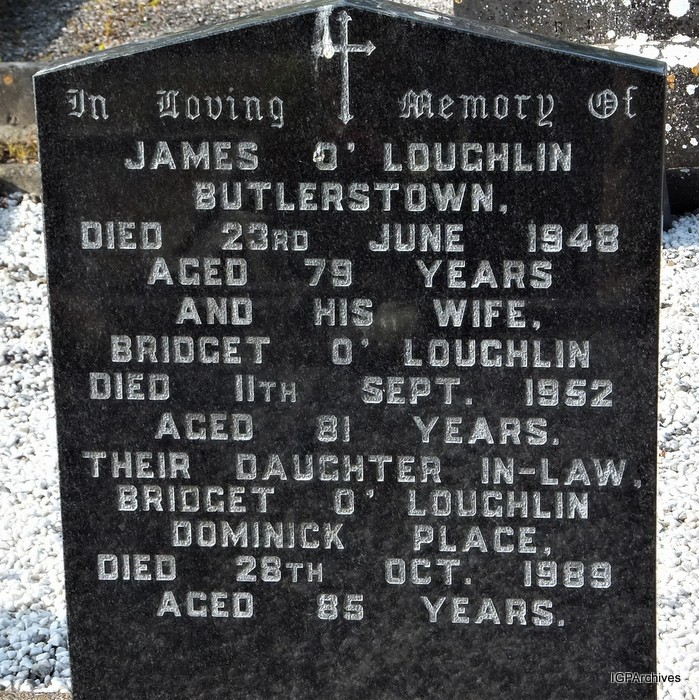 In Loving Memory Of
JAMES O' LOUGHLIN
BUTLERSTOWN,
DIED 23RD JUNE 1948
AGED 79 YEARS
AND HIS WIFE,
BRIDGET O' LOUGHLIN
DIED 11TH SEPT. 1952
AGED 81 YEARS.
THEIR DAUGHTER IN-LAW,
BRIDGET O' LOUGHLIN
DOMINICK PLACE,
DIED 28TH OCT. 1989
AGED 85 YEARS.
IGPArchives